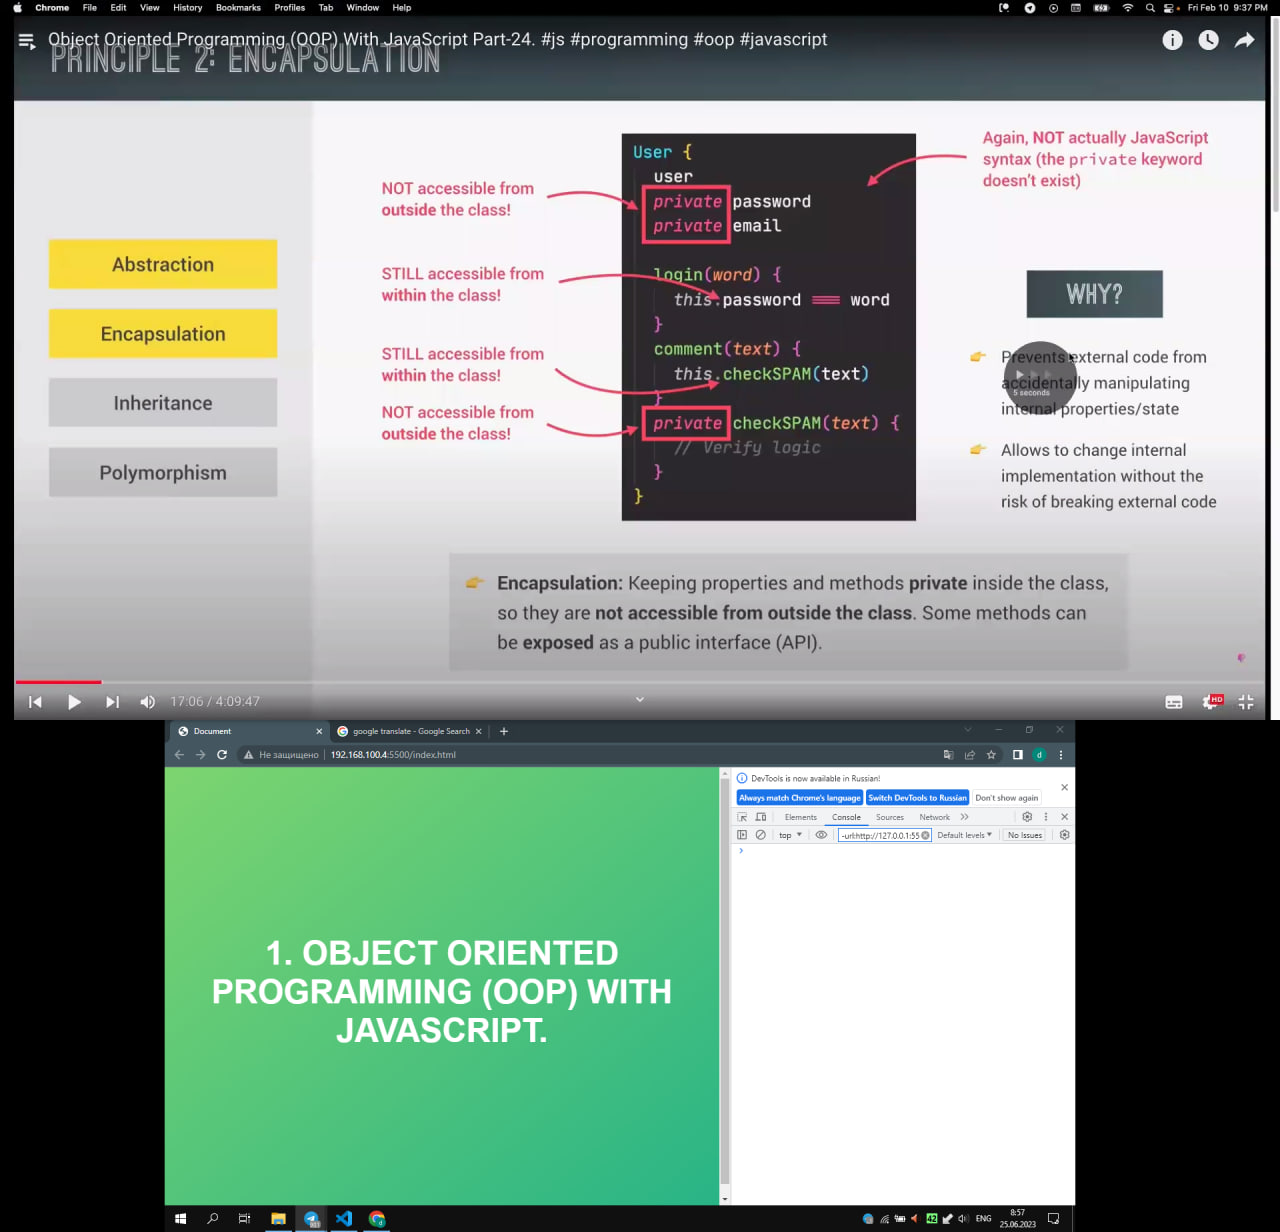 Chrome File Edit View History Bookmarks Profiles Tab Window Help
Fri Feb 10 9:37 PM
Object Oriented Programming (OOP) With JavaScript Part-24. #js #programming #oop #javascript
PRINCIPLE 2: ENCAPSULATION
Abstraction
Encapsulation
Inheritance
Polymorphism
NOT accessible from
outside the class!
STILL accessible from
within the class!
STILL accessible from
within the class!
NOT accessible from
outside the class!
User {
user
private password
private email
login(word) {
this.password === word
}
comment(text) {
this.checkSPAM(text)
}
private checkSPAM(text) {
// Verify logic
}
}
Again, NOT actually JavaScript
syntax (the private keyword
doesn't exist)
WHY?
👉 Prevents external code from
accidentally manipulating
internal properties/state
5 seconds
👉 Allows to change internal
implementation without the
risk of breaking external code
👉 Encapsulation: Keeping properties and methods private inside the class,
so they are not accessible from outside the class. Some methods can
be exposed as a public interface (API).
17:06 / 4:09:47
HD
Document
google translate - Google Search
Не защищено 192.168.100.4:5500/index.html
d
DevTools is now available in Russian!
Always match Chrome's language Switch DevTools to Russian Don't show again
Elements Console Sources Network
top -url:http://127.0.0.1:55 Default levels No Issues
1. OBJECT ORIENTED
PROGRAMMING (OOP) WITH
JAVASCRIPT.
42
ENG
8:57
25.06.2023